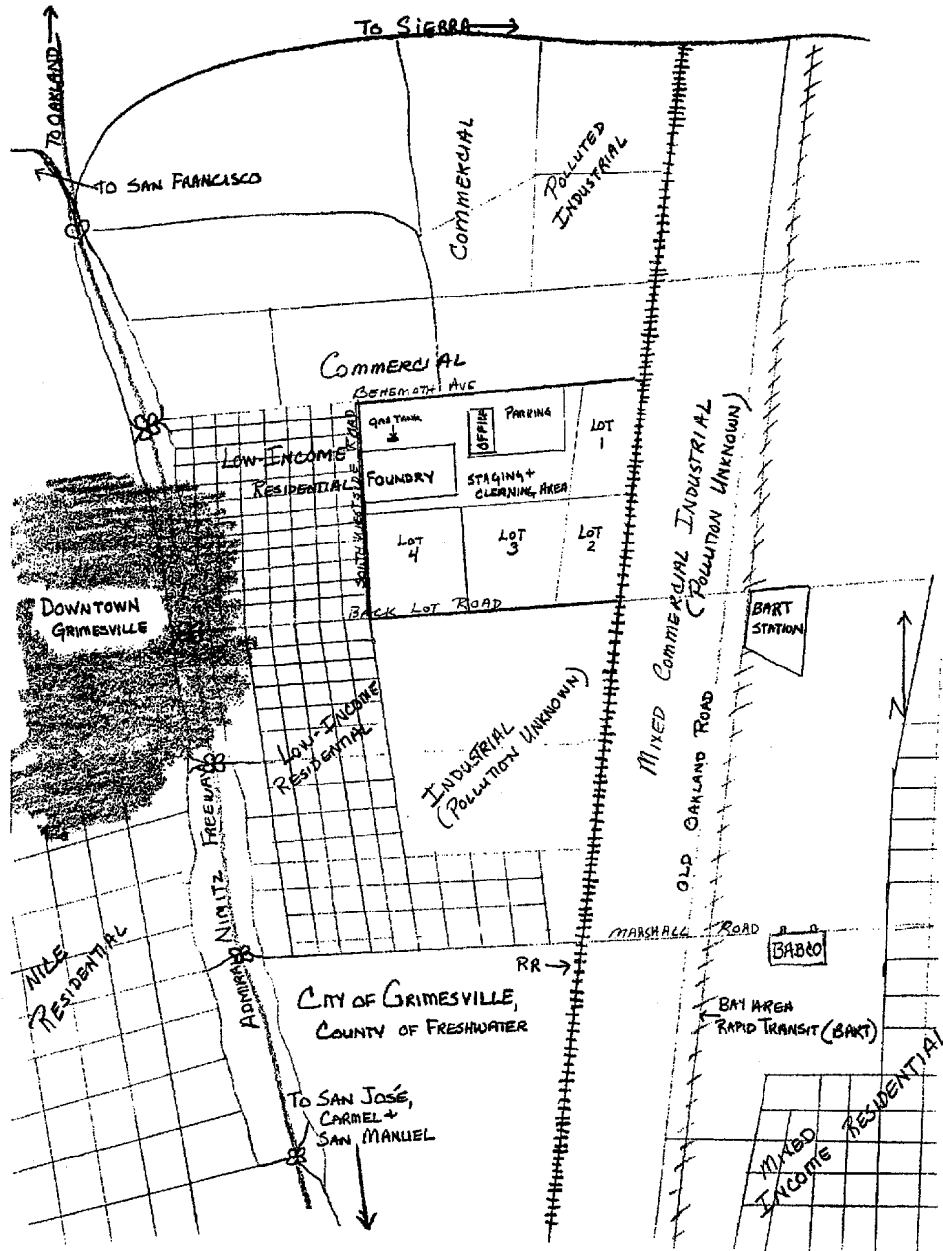 TO SIERRA
TO OAKLAND
TO SAN FRANCISCO
COMMERCIAL
POLLUTED
INDUSTRIAL
COMMERCIAL
BEHEMOTH AVE
SOUTH WESTSIDE ROAD
GAS TANK
OFFICE
PARKING
LOT
1
LOW-INCOME
RESIDENTIAL
FOUNDRY
STAGING +
CLEANING AREA
LOT
4
LOT
3
LOT
2
BACK LOT ROAD
MIXED COMMERCIAL INDUSTRIAL
(POLLUTION UNKNOWN)
DOWNTOWN
GRIMESVILLE
BART
STATION
N
LOW-INCOME
RESIDENTIAL
INDUSTRIAL
(POLLUTION UNKNOWN)
OLD OAKLAND ROAD
ADMIRAL NIMITZ FREEWAY
NICE
RESIDENTIAL
MARSHALL ROAD
BABCO
RR
CITY OF GRIMESVILLE,
COUNTY OF FRESHWATER
BAY AREA
RAPID TRANSIT (BART)
TO SAN JOSÉ,
CARMEL +
SAN MANUEL
MIXED
INCOME RESIDENTIAL